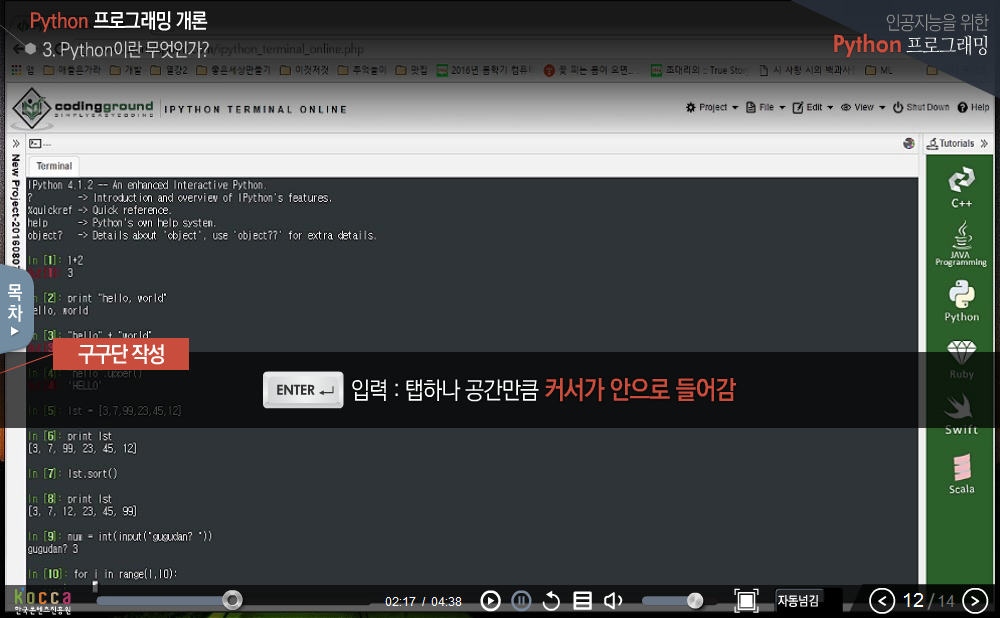 Python 프로그래밍 개론
3. Python이란 무엇인가?
/ipython_terminal_online.php
인공지능을 위한
Python 프로그래밍
앱 애플은가라 개발 열강2 좋은세상만들기 이것저것 추억놀이 맛집 2016년 봄학기 컴퓨터 꽃 피는 봄이 오면... 조대리의 :: True Story 시 사랑 시의 백과사 ML
codingground
SIMPLYEASYCODING
IPYTHON TERMINAL ONLINE
Project File Edit View Shut Down Help
New Project-2016080
Tutorials
Terminal
IPython 4.1.2 -- An enhanced Interactive Python.
? -> Introduction and overview of IPython's features.
%quickref -> Quick reference.
help -> Python's own help system.
object? -> Details about 'object', use 'object??' for extra details.
In [1]: 1+2
3
In [2]: print "hello, world"
hello, world
In [3]: "hello" + "world"
구구단 작성
In [4]: "hello".upper()
'HELLO'
In [5]: lst = [3,7,99,23,45,12]
ENTER 입력 : 탭하나 공간만큼 커서가 안으로 들어감
In [6]: print lst
[3, 7, 99, 23, 45, 12]
In [7]: lst.sort()
In [8]: print lst
[3, 7, 12, 23, 45, 99]
In [9]: num = int(input("gugudan? "))
gugudan? 3
In [10]: for i in range(1,10):
목차
C++
JAVA
Programming
Python
Ruby
Swift
Scala
kocca
한국콘텐츠진흥원
02:17 / 04:38
자동넘김
12 / 14